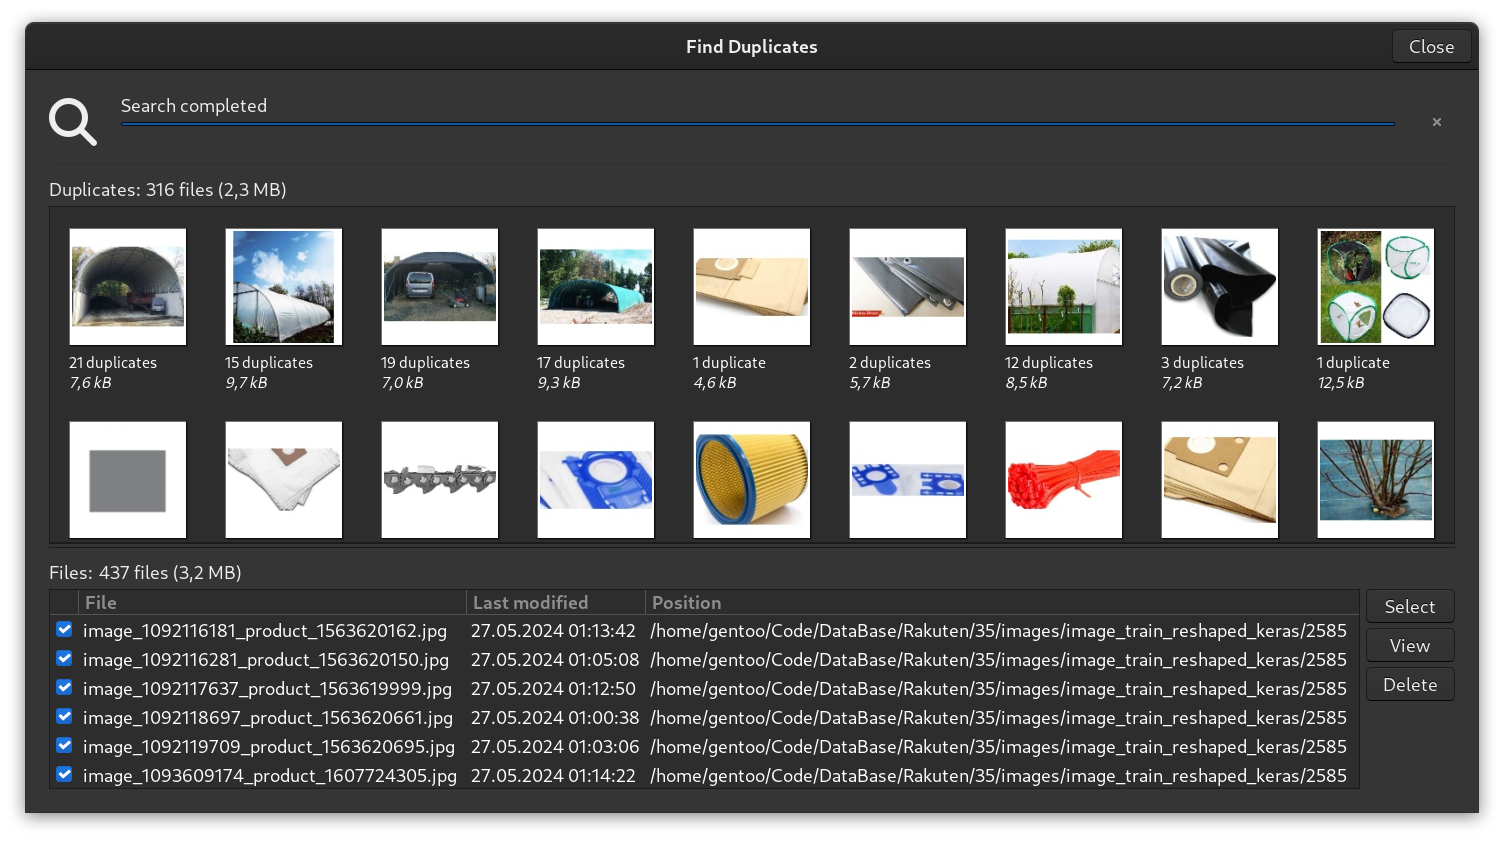 Find Duplicates
Close
Search completed
Duplicates: 316 files (2,3 MB)
21 duplicates
7,6 kB
15 duplicates
9,7 kB
19 duplicates
7,0 kB
17 duplicates
9,3 kB
1 duplicate
4,6 kB
2 duplicates
5,7 kB
12 duplicates
8,5 kB
3 duplicates
7,2 kB
1 duplicate
12,5 kB
Files: 437 files (3,2 MB)
File Last modified Position
image_1092116181_product_1563620162.jpg 27.05.2024 01:13:42 /home/gentoo/Code/DataBase/Rakuten/35/images/image_train_reshaped_keras/2585
image_1092116281_product_1563620150.jpg 27.05.2024 01:05:08 /home/gentoo/Code/DataBase/Rakuten/35/images/image_train_reshaped_keras/2585
image_1092117637_product_1563619999.jpg 27.05.2024 01:12:50 /home/gentoo/Code/DataBase/Rakuten/35/images/image_train_reshaped_keras/2585
image_1092118697_product_1563620661.jpg 27.05.2024 01:00:38 /home/gentoo/Code/DataBase/Rakuten/35/images/image_train_reshaped_keras/2585
image_1092119709_product_1563620695.jpg 27.05.2024 01:03:06 /home/gentoo/Code/DataBase/Rakuten/35/images/image_train_reshaped_keras/2585
image_1093609174_product_1607724305.jpg 27.05.2024 01:14:22 /home/gentoo/Code/DataBase/Rakuten/35/images/image_train_reshaped_keras/2585
Select
View
Delete